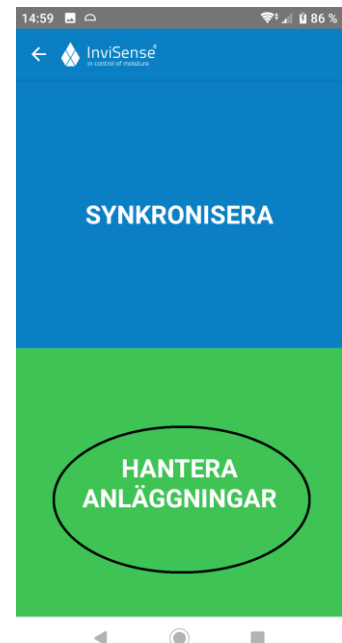 14:59 86 %
InviSense®
in control of moisture
SYNKRONISERA
HANTERA
ANLÄGGNINGAR